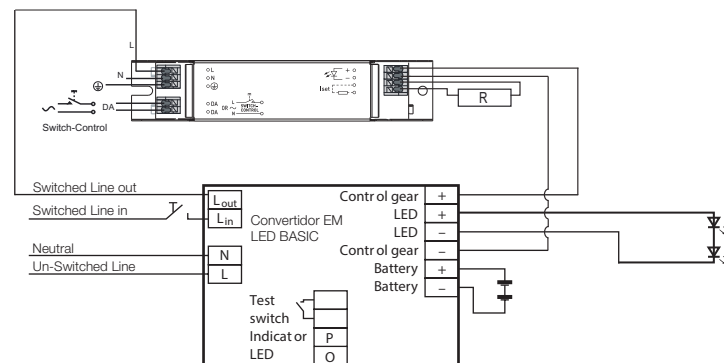 L
N
DA
Switch-Control
L
N
DA
DA
OR
L
N
SWITCH-
CONTROL
+
–
Iset
R
Switched Line out
Switched Line in
Neutral
Un-Switched Line
Lout
Lin
N
L
Convertidor EM
LED BASIC
Control gear +
LED +
LED –
Control gear –
Battery +
Battery –
Test
switch
Indicator P
LED O